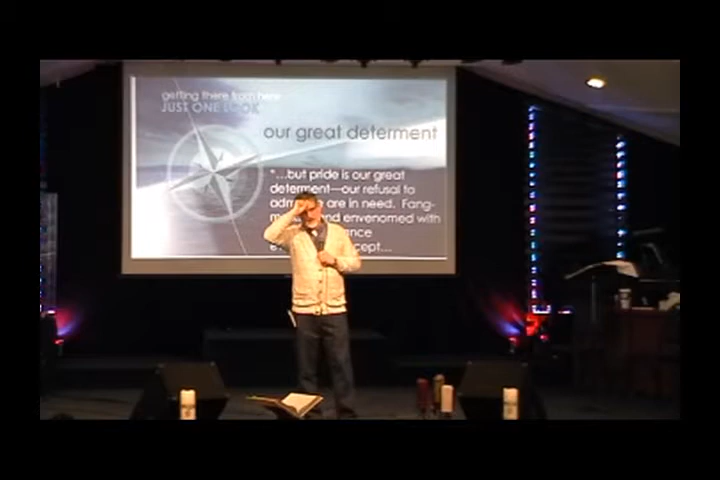 getting there from here
JUST ONE LOOK
our great determent
"...but pride is our great
determent—our refusal to
are in need. Fang-
and envenomed with